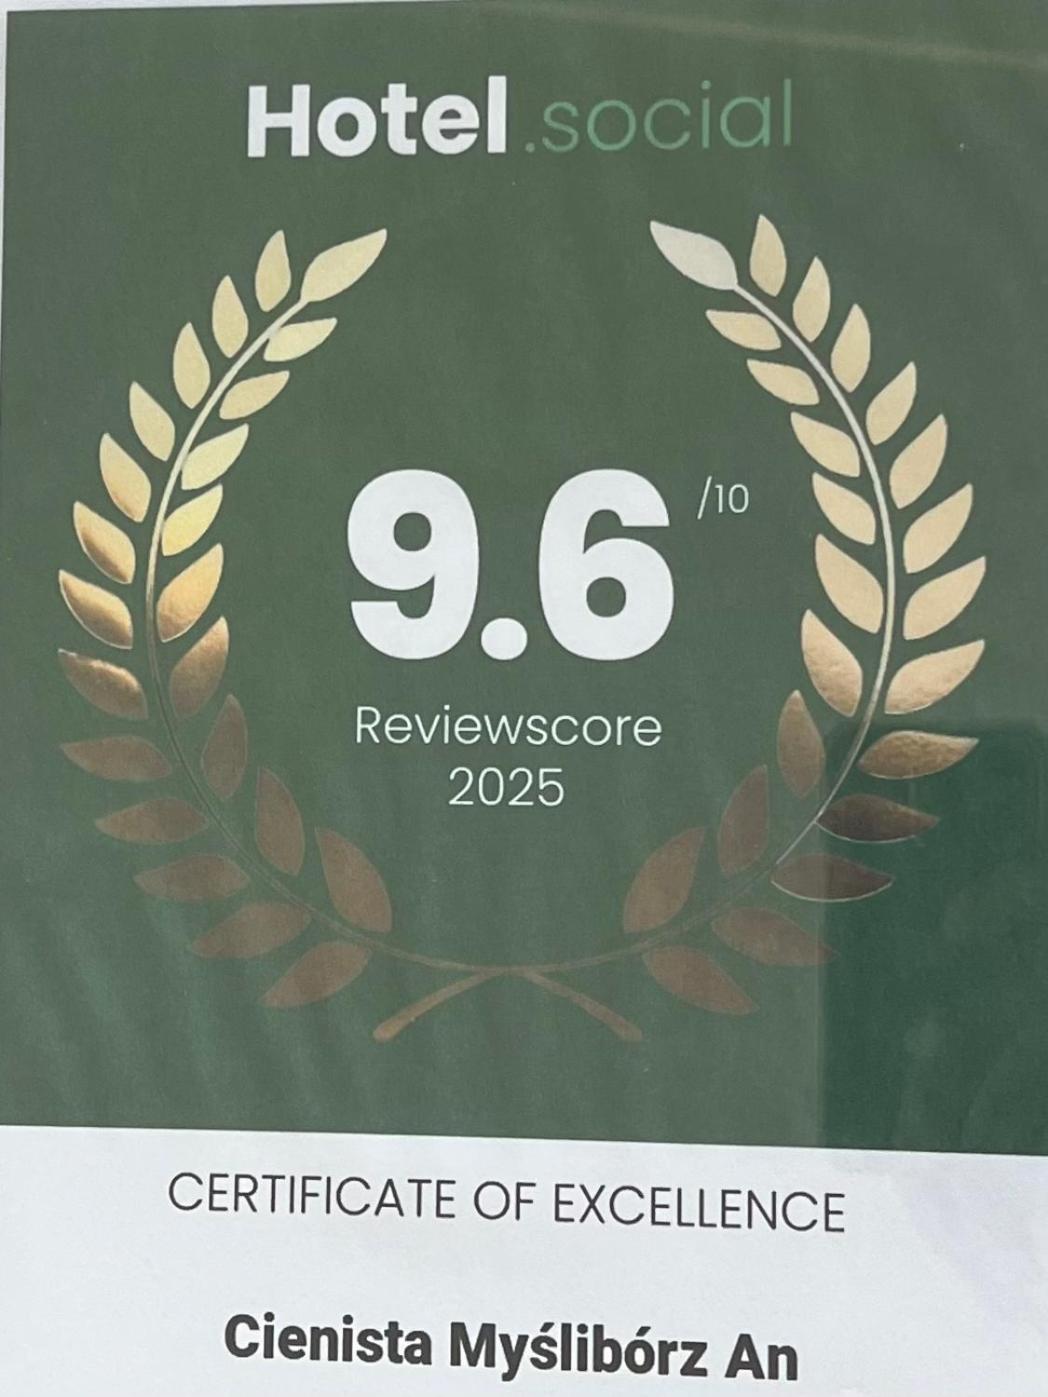 Hotel.social
9.6 /10
Reviewscore
2025
CERTIFICATE OF EXCELLENCE
Cienista Myślibórz An